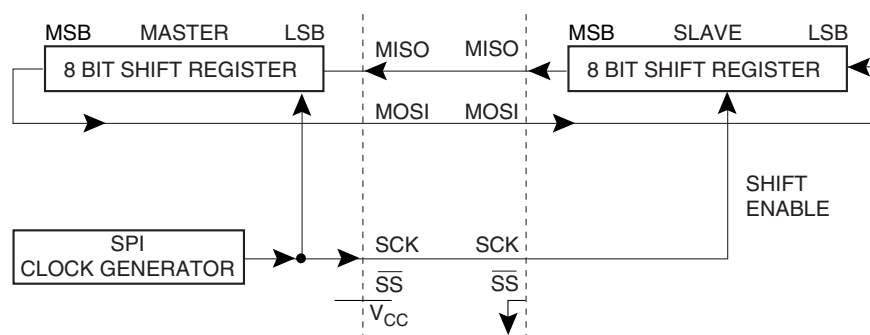 MSB MASTER LSB
MISO MISO
MSB SLAVE LSB
8 BIT SHIFT REGISTER
8 BIT SHIFT REGISTER
MOSI MOSI
SHIFT
ENABLE
SPI
CLOCK GENERATOR
SCK SCK
SS SS
VCC